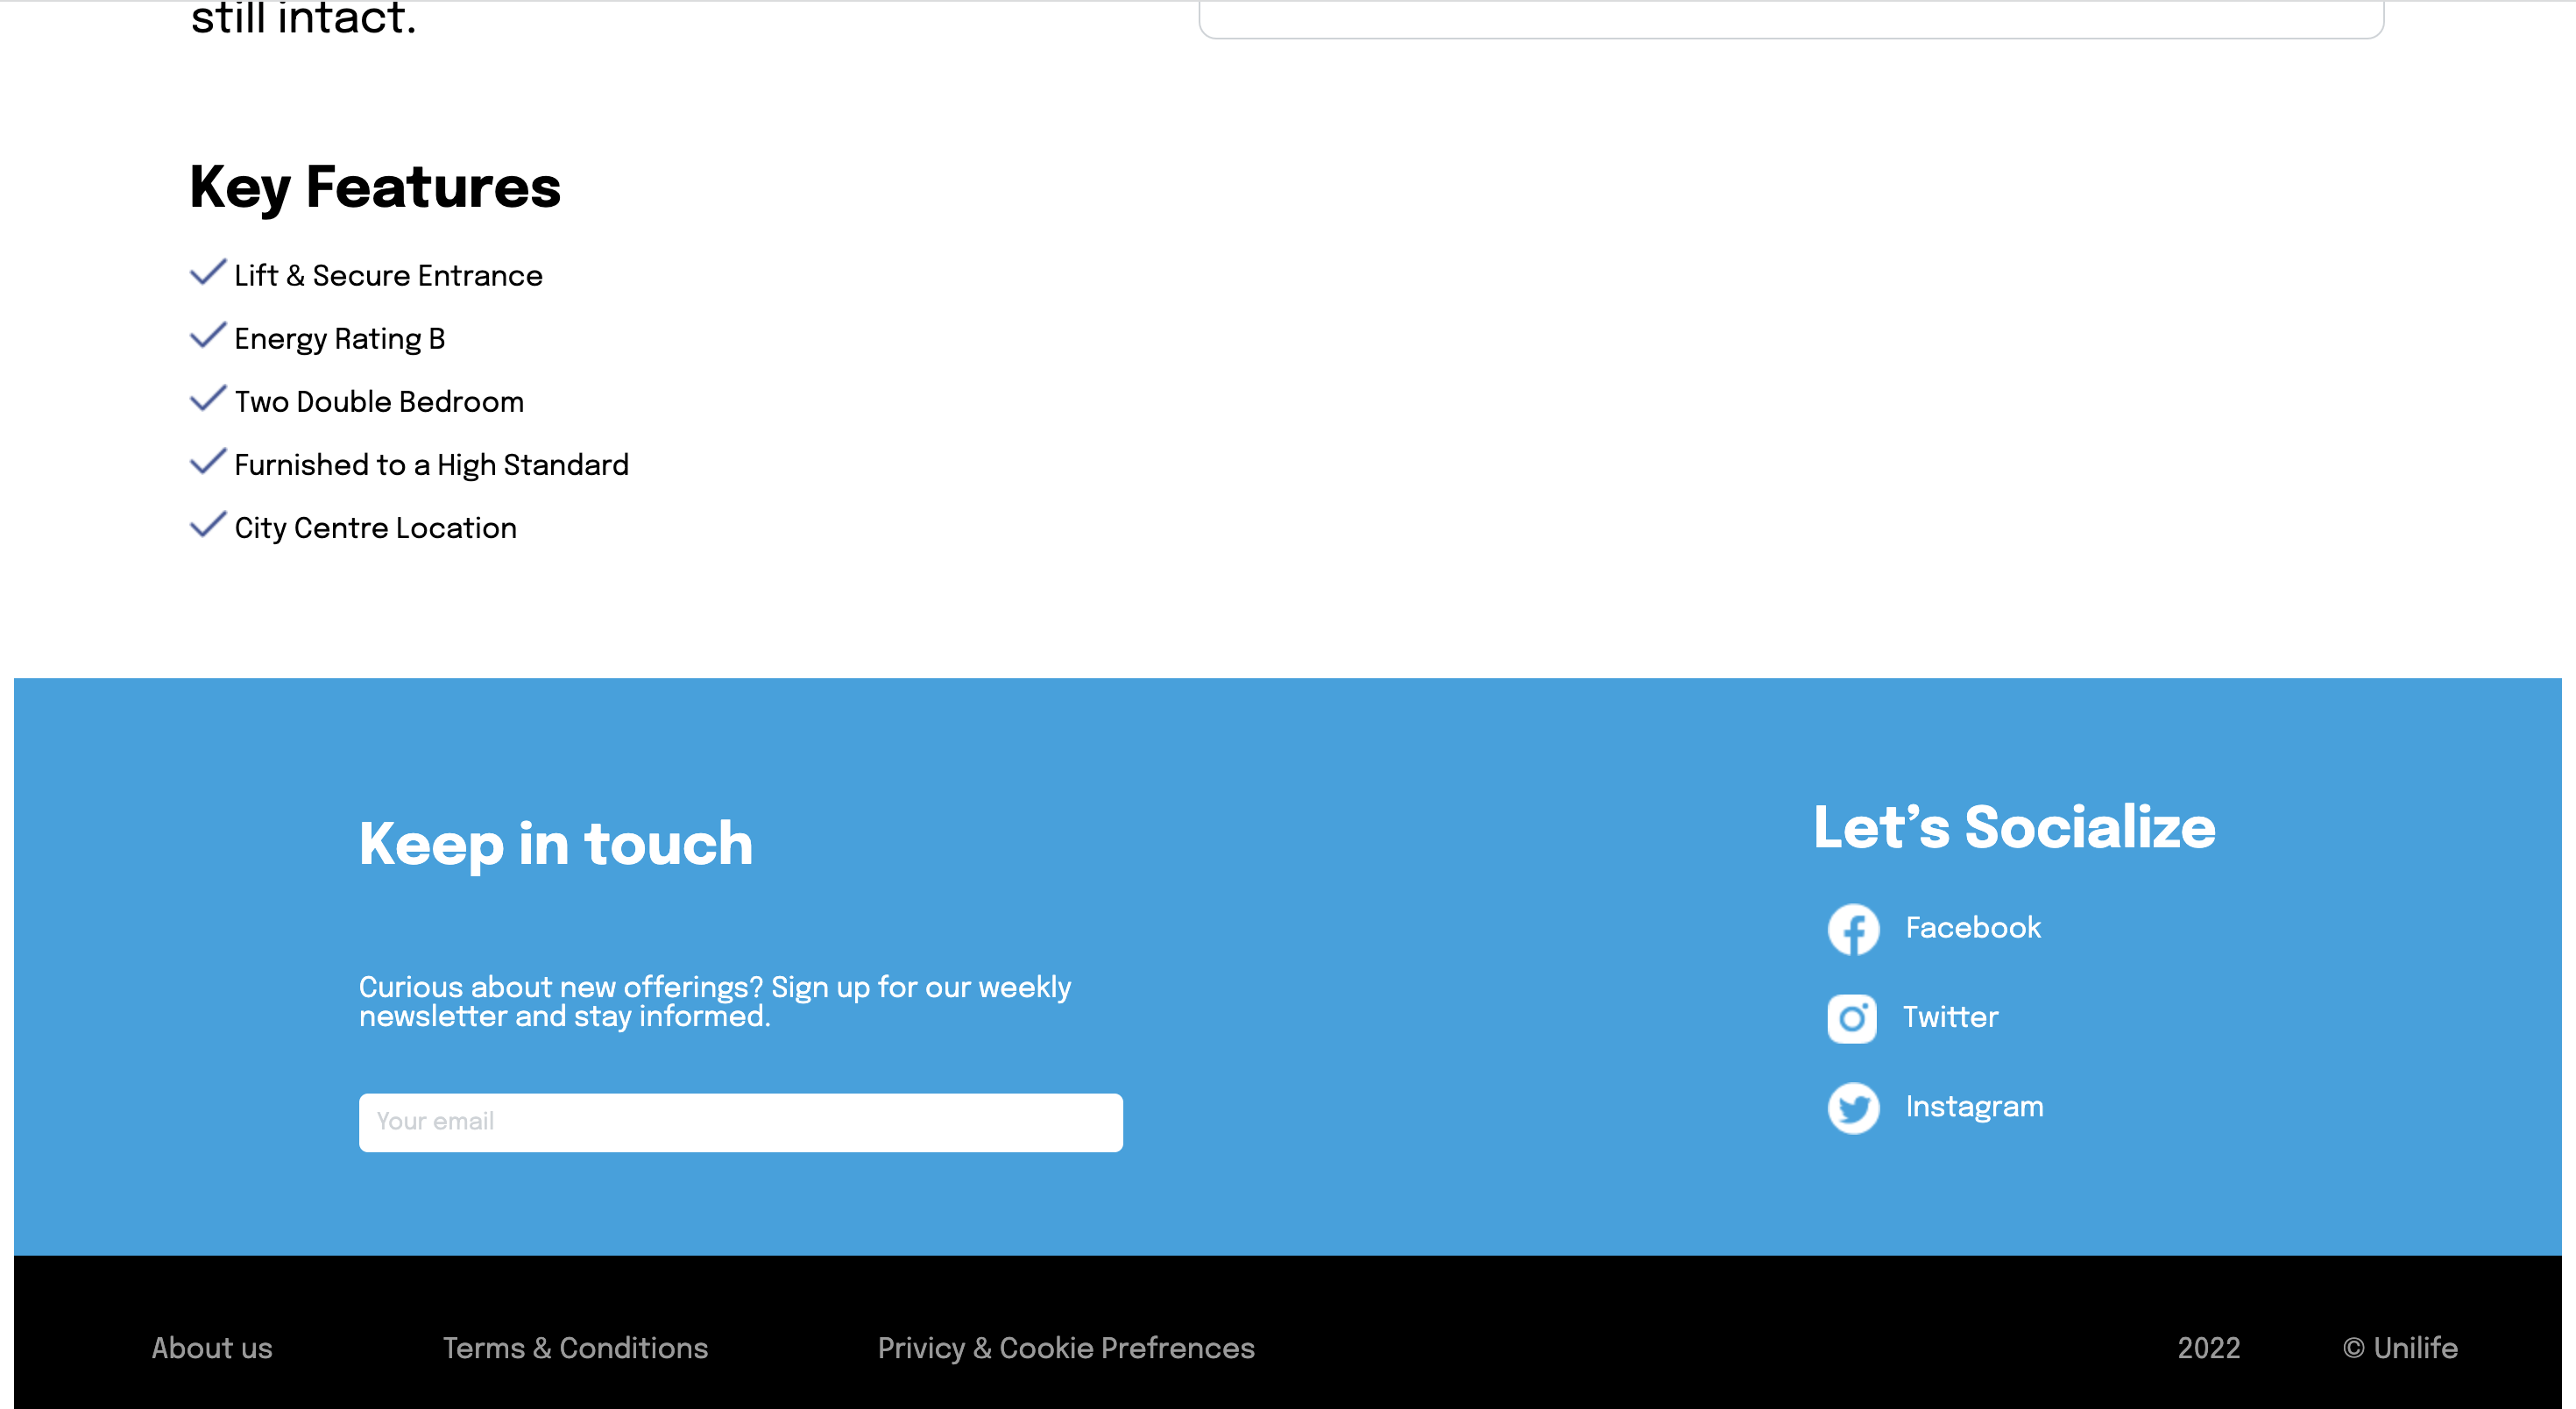 still intact.
Key Features
Lift & Secure Entrance
Energy Rating B
Two Double Bedroom
Furnished to a High Standard
City Centre Location
Keep in touch
Curious about new offerings? Sign up for our weekly
newsletter and stay informed.
Your email
Let’s Socialize
Facebook
Twitter
Instagram
About us
Terms & Conditions
Privicy & Cookie Prefrences
2022
© Unilife